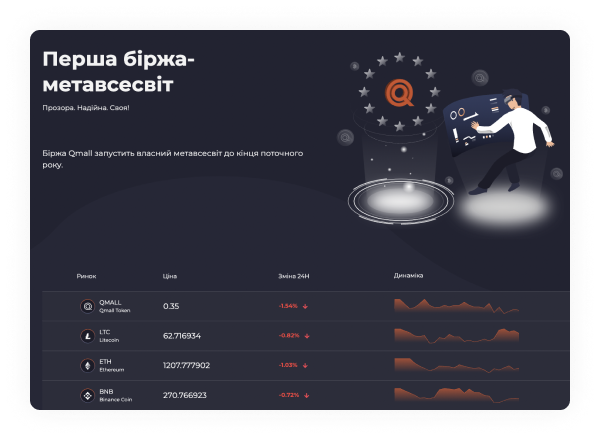 Перша біржа-
метавсесвіт
Прозора. Надійна. Своя!
Біржа Qmall запустить власний метавсесвіт до кінця поточного
року.
Ринок Ціна Зміна 24H Динаміка
QMALL
Qmall Token
0.35 -1.54%
LTC
Litecoin
62.716934 -0.82%
ETH
Ethereum
1207.777902 -1.03%
BNB
Binance Coin
270.766923 -0.72%